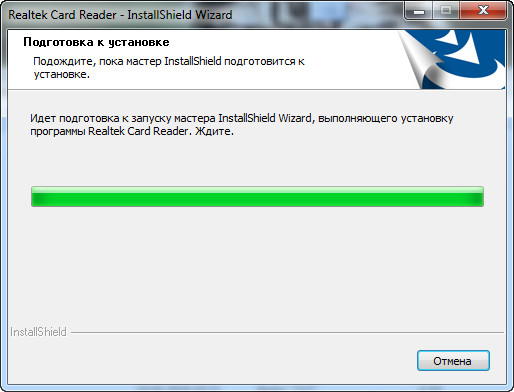 Realtek Card Reader - InstallShield Wizard
Подготовка к установке
Подождите, пока мастер InstallShield подготовится к
установке.
Идет подготовка к запуску мастера InstallShield Wizard, выполняющего установку
программы Realtek Card Reader. Ждите.
InstallShield
Отмена